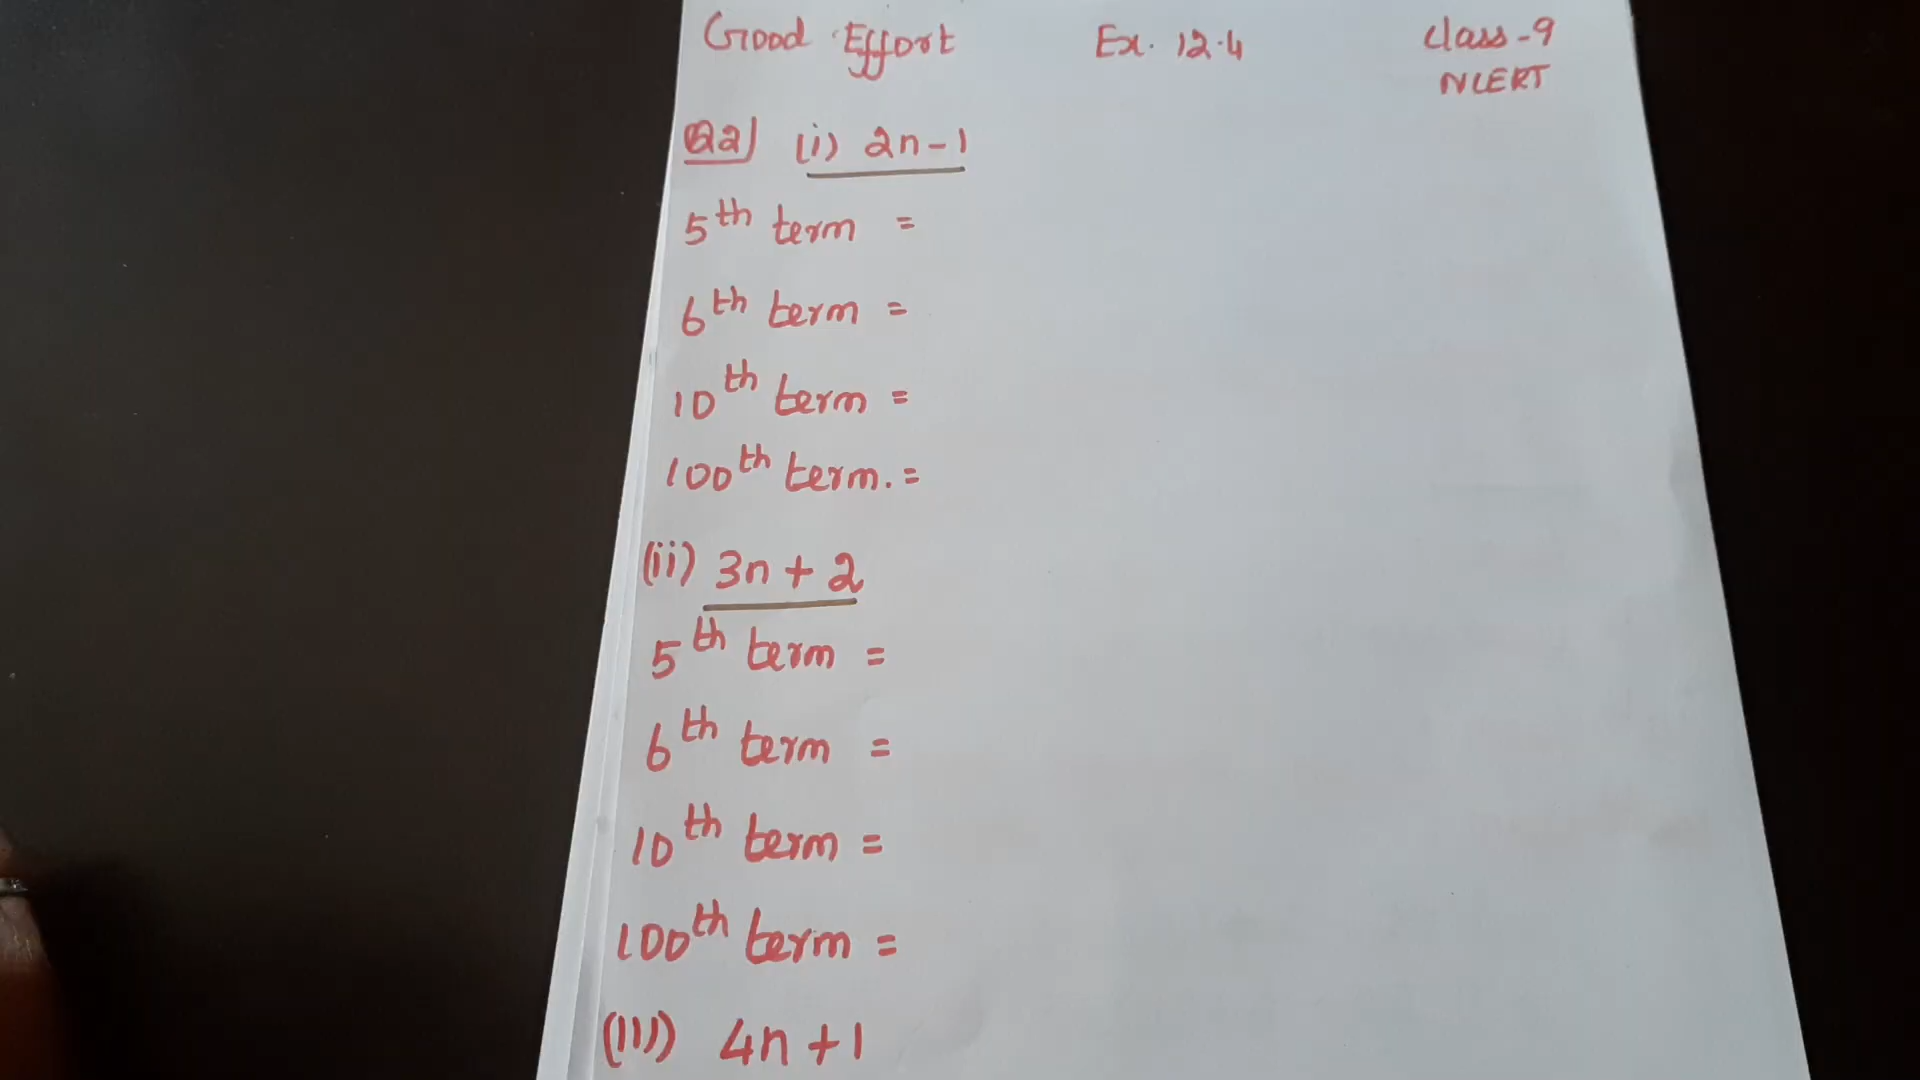 Good Effort Ex. 12.4 class-9
NCERT
Q2) (i) 2n-1
5th term =
6th term =
10th term =
100th term. =
(ii) 3n + 2
5th term =
6th term =
10th term =
100th term =
(iii) 4n + 1